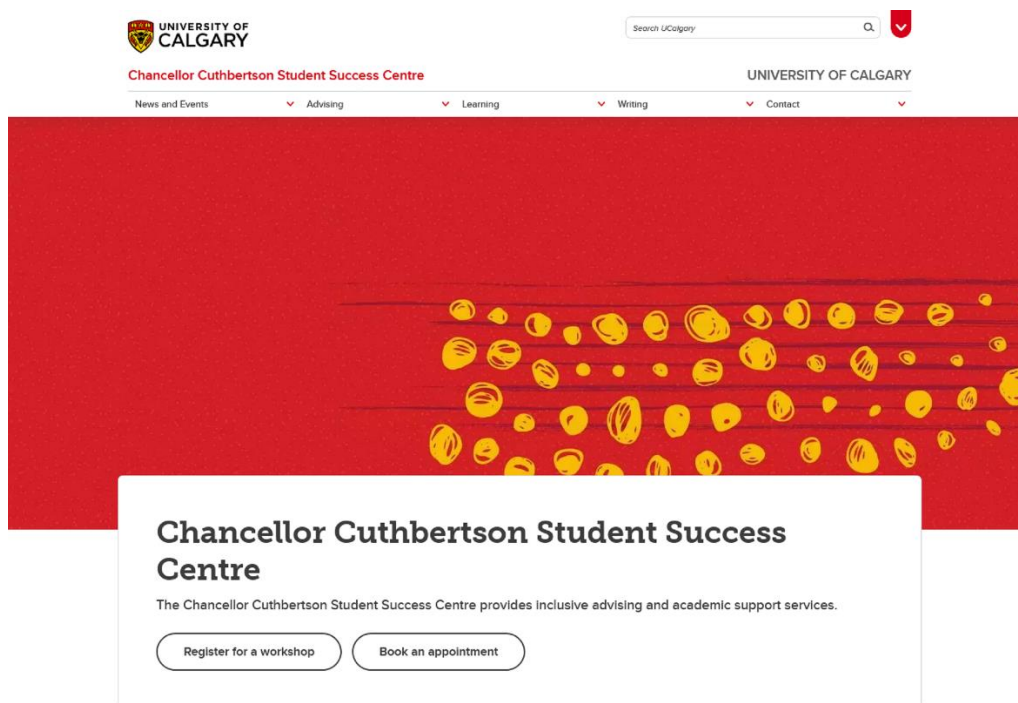 UNIVERSITY OF
CALGARY
Search UCalgary
Chancellor Cuthbertson Student Success Centre
UNIVERSITY OF CALGARY
News and Events
Advising
Learning
Writing
Contact
Chancellor Cuthbertson Student Success
Centre
The Chancellor Cuthbertson Student Success Centre provides inclusive advising and academic support services.
Register for a workshop
Book an appointment